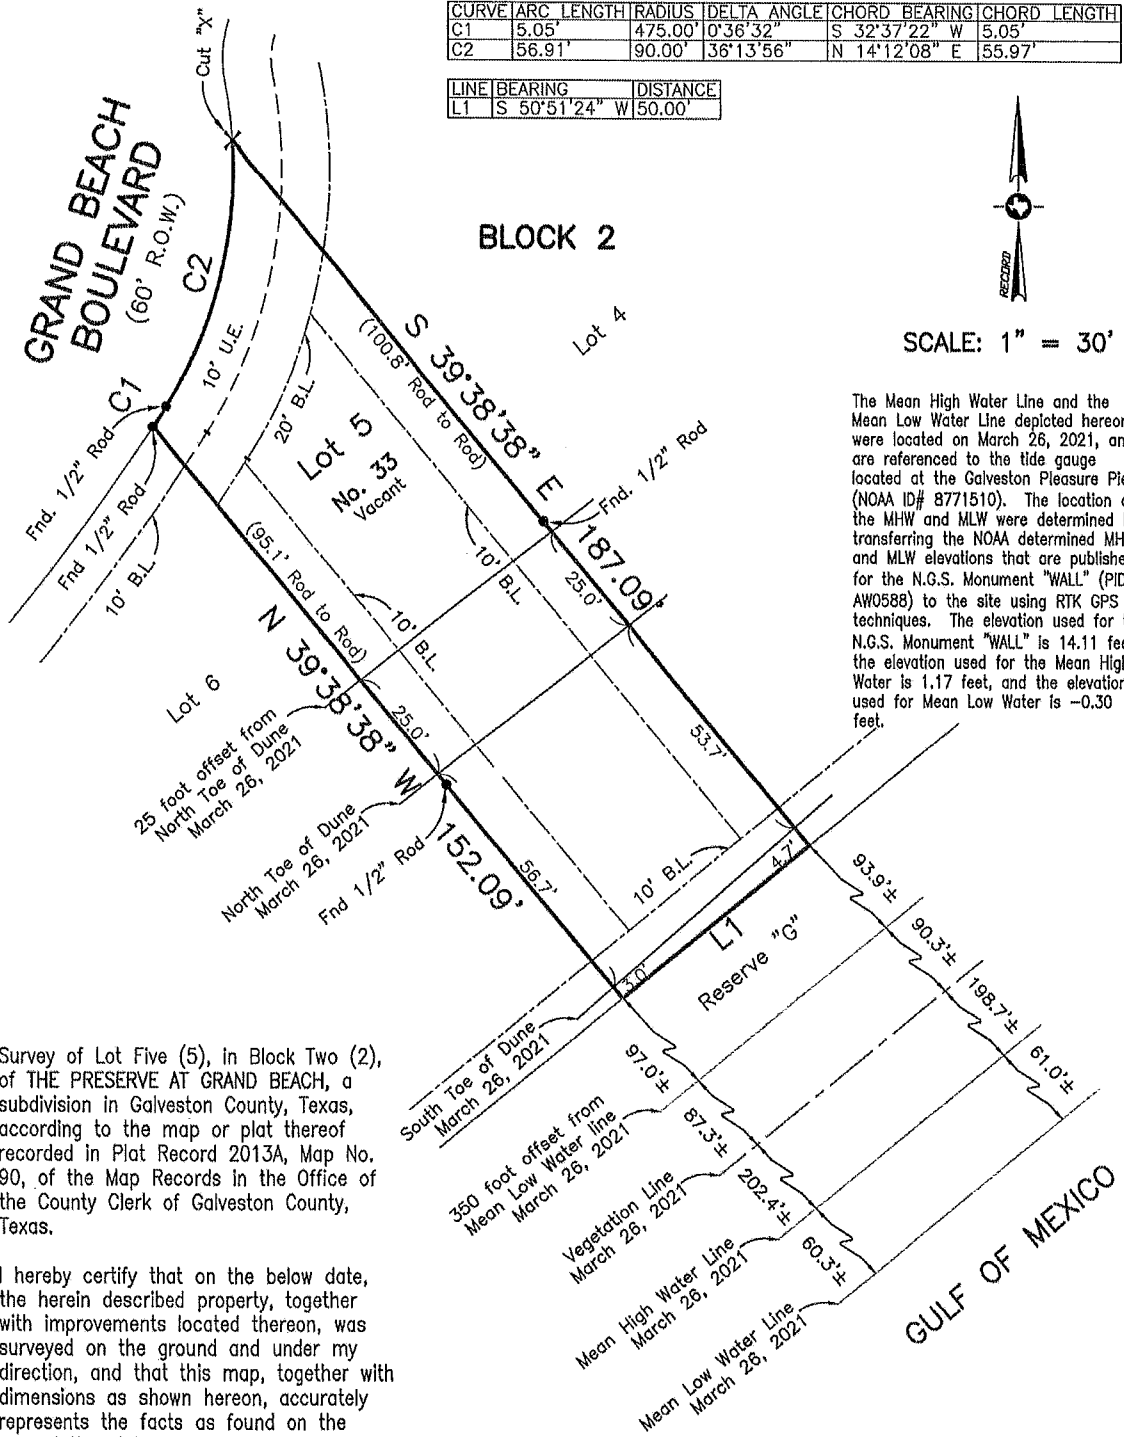 CURVE ARC LENGTH RADIUS DELTA ANGLE CHORD BEARING CHORD LENGTH
C1 5.05' 475.00' 0°36'32" S 32°37'22" W 5.05'
C2 56.91' 90.00' 36°13'56" N 14°12'08" E 55.97'
LINE BEARING DISTANCE
L1 S 50°51'24" W 50.00'
Cut "X"
GRAND BEACH
BOULEVARD
(60' R.O.W.)
C2
C1
10' U.E.
20' B.L.
BLOCK 2
Lot 4
RECORD
SCALE: 1" = 30'
The Mean High Water Line and the
Mean Low Water Line depicted hereon
were located on March 26, 2021, an
are referenced to the tide gauge
located at the Galveston Pleasure Pie
(NOAA ID# 8771510). The location o
the MHW and MLW were determined
transferring the NOAA determined MH
and MLW elevations that are publishe
for the N.G.S. Monument "WALL" (PID
AW0588) to the site using RTK GPS
techniques. The elevation used for
N.G.S. Monument "WALL" is 14.11 fee
the elevation used for the Mean High
Water is 1.17 feet, and the elevation
used for Mean Low Water is -0.30
feet.
S 39°38'38" E 187.09'
(100.8' Rod to Rod)
Fnd. 1/2" Rod
Lot 5
No. 33
Vacant
Fnd. 1/2" Rod
Fnd 1/2" Rod
10' B.L.
(95.1' Rod to Rod)
N 39°38'38" W 152.09'
10' B.L.
10' B.L.
25.0'
25.0'
53.7'
56.7'
Lot 6
25 foot offset from
North Toe of Dune
March 26, 2021
North Toe of Dune
March 26, 2021
Fnd 1/2" Rod
10' B.L.
4.7'
L1
3.0'
Reserve "G"
93.9'±
90.3'±
198.7'±
61.0'±
97.0'±
87.3'±
202.4'±
60.3'±
South Toe of Dune
March 26, 2021
350 foot offset from
Mean Low Water line
March 26, 2021
Vegetation Line
March 26, 2021
Mean High Water Line
March 26, 2021
Mean Low Water Line
March 26, 2021
GULF OF MEXICO
Survey of Lot Five (5), in Block Two (2),
of THE PRESERVE AT GRAND BEACH, a
subdivision in Galveston County, Texas,
according to the map or plat thereof
recorded in Plat Record 2013A, Map No.
90, of the Map Records in the Office of
the County Clerk of Galveston County,
Texas.
I hereby certify that on the below date,
the herein described property, together
with improvements located thereon, was
surveyed on the ground and under my
direction, and that this map, together with
dimensions as shown hereon, accurately
represents the facts as found on the